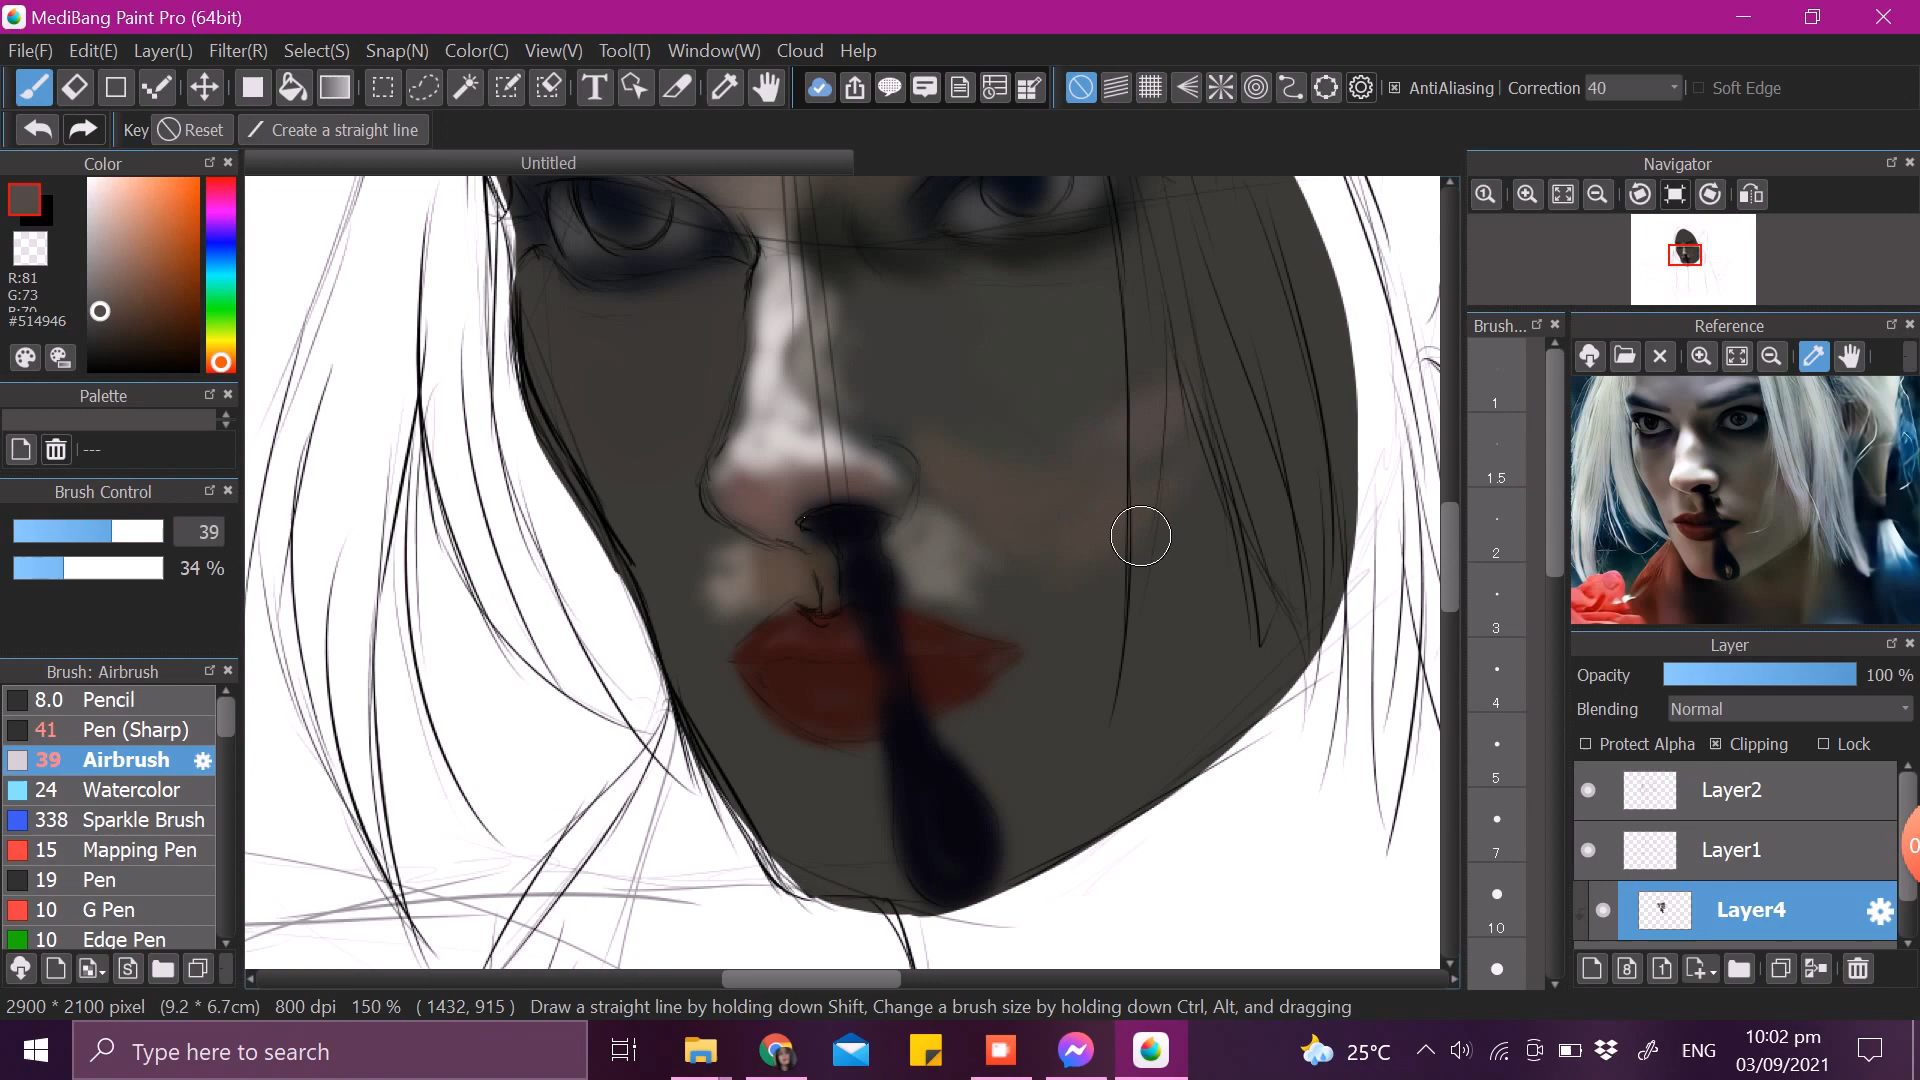 MediBang Paint Pro (64bit)
File(F) Edit(E) Layer(L) Filter(R) Select(S) Snap(N) Color(C) View(V) Tool(T) Window(W) Cloud Help
AntiAliasing Correction 40 Soft Edge
Key Reset Create a straight line
Color
R:81
G:73
#514946
Palette
---
Brush Control
39
34 %
Brush: Airbrush
8.0 Pencil
41 Pen (Sharp)
39 Airbrush
24 Watercolor
338 Sparkle Brush
15 Mapping Pen
19 Pen
10 G Pen
10 Edge Pen
Untitled
Navigator
Brush...
1
1.5
2
3
4
5
7
10
Reference
Layer
Opacity 100 %
Blending Normal
Protect Alpha Clipping Lock
Layer2
Layer1
Layer4
2900 * 2100 pixel (9.2 * 6.7cm) 800 dpi 150 % ( 1432, 915 ) Draw a straight line by holding down Shift, Change a brush size by holding down Ctrl, Alt, and dragging
Type here to search
25°C
ENG
10:02 pm
03/09/2021